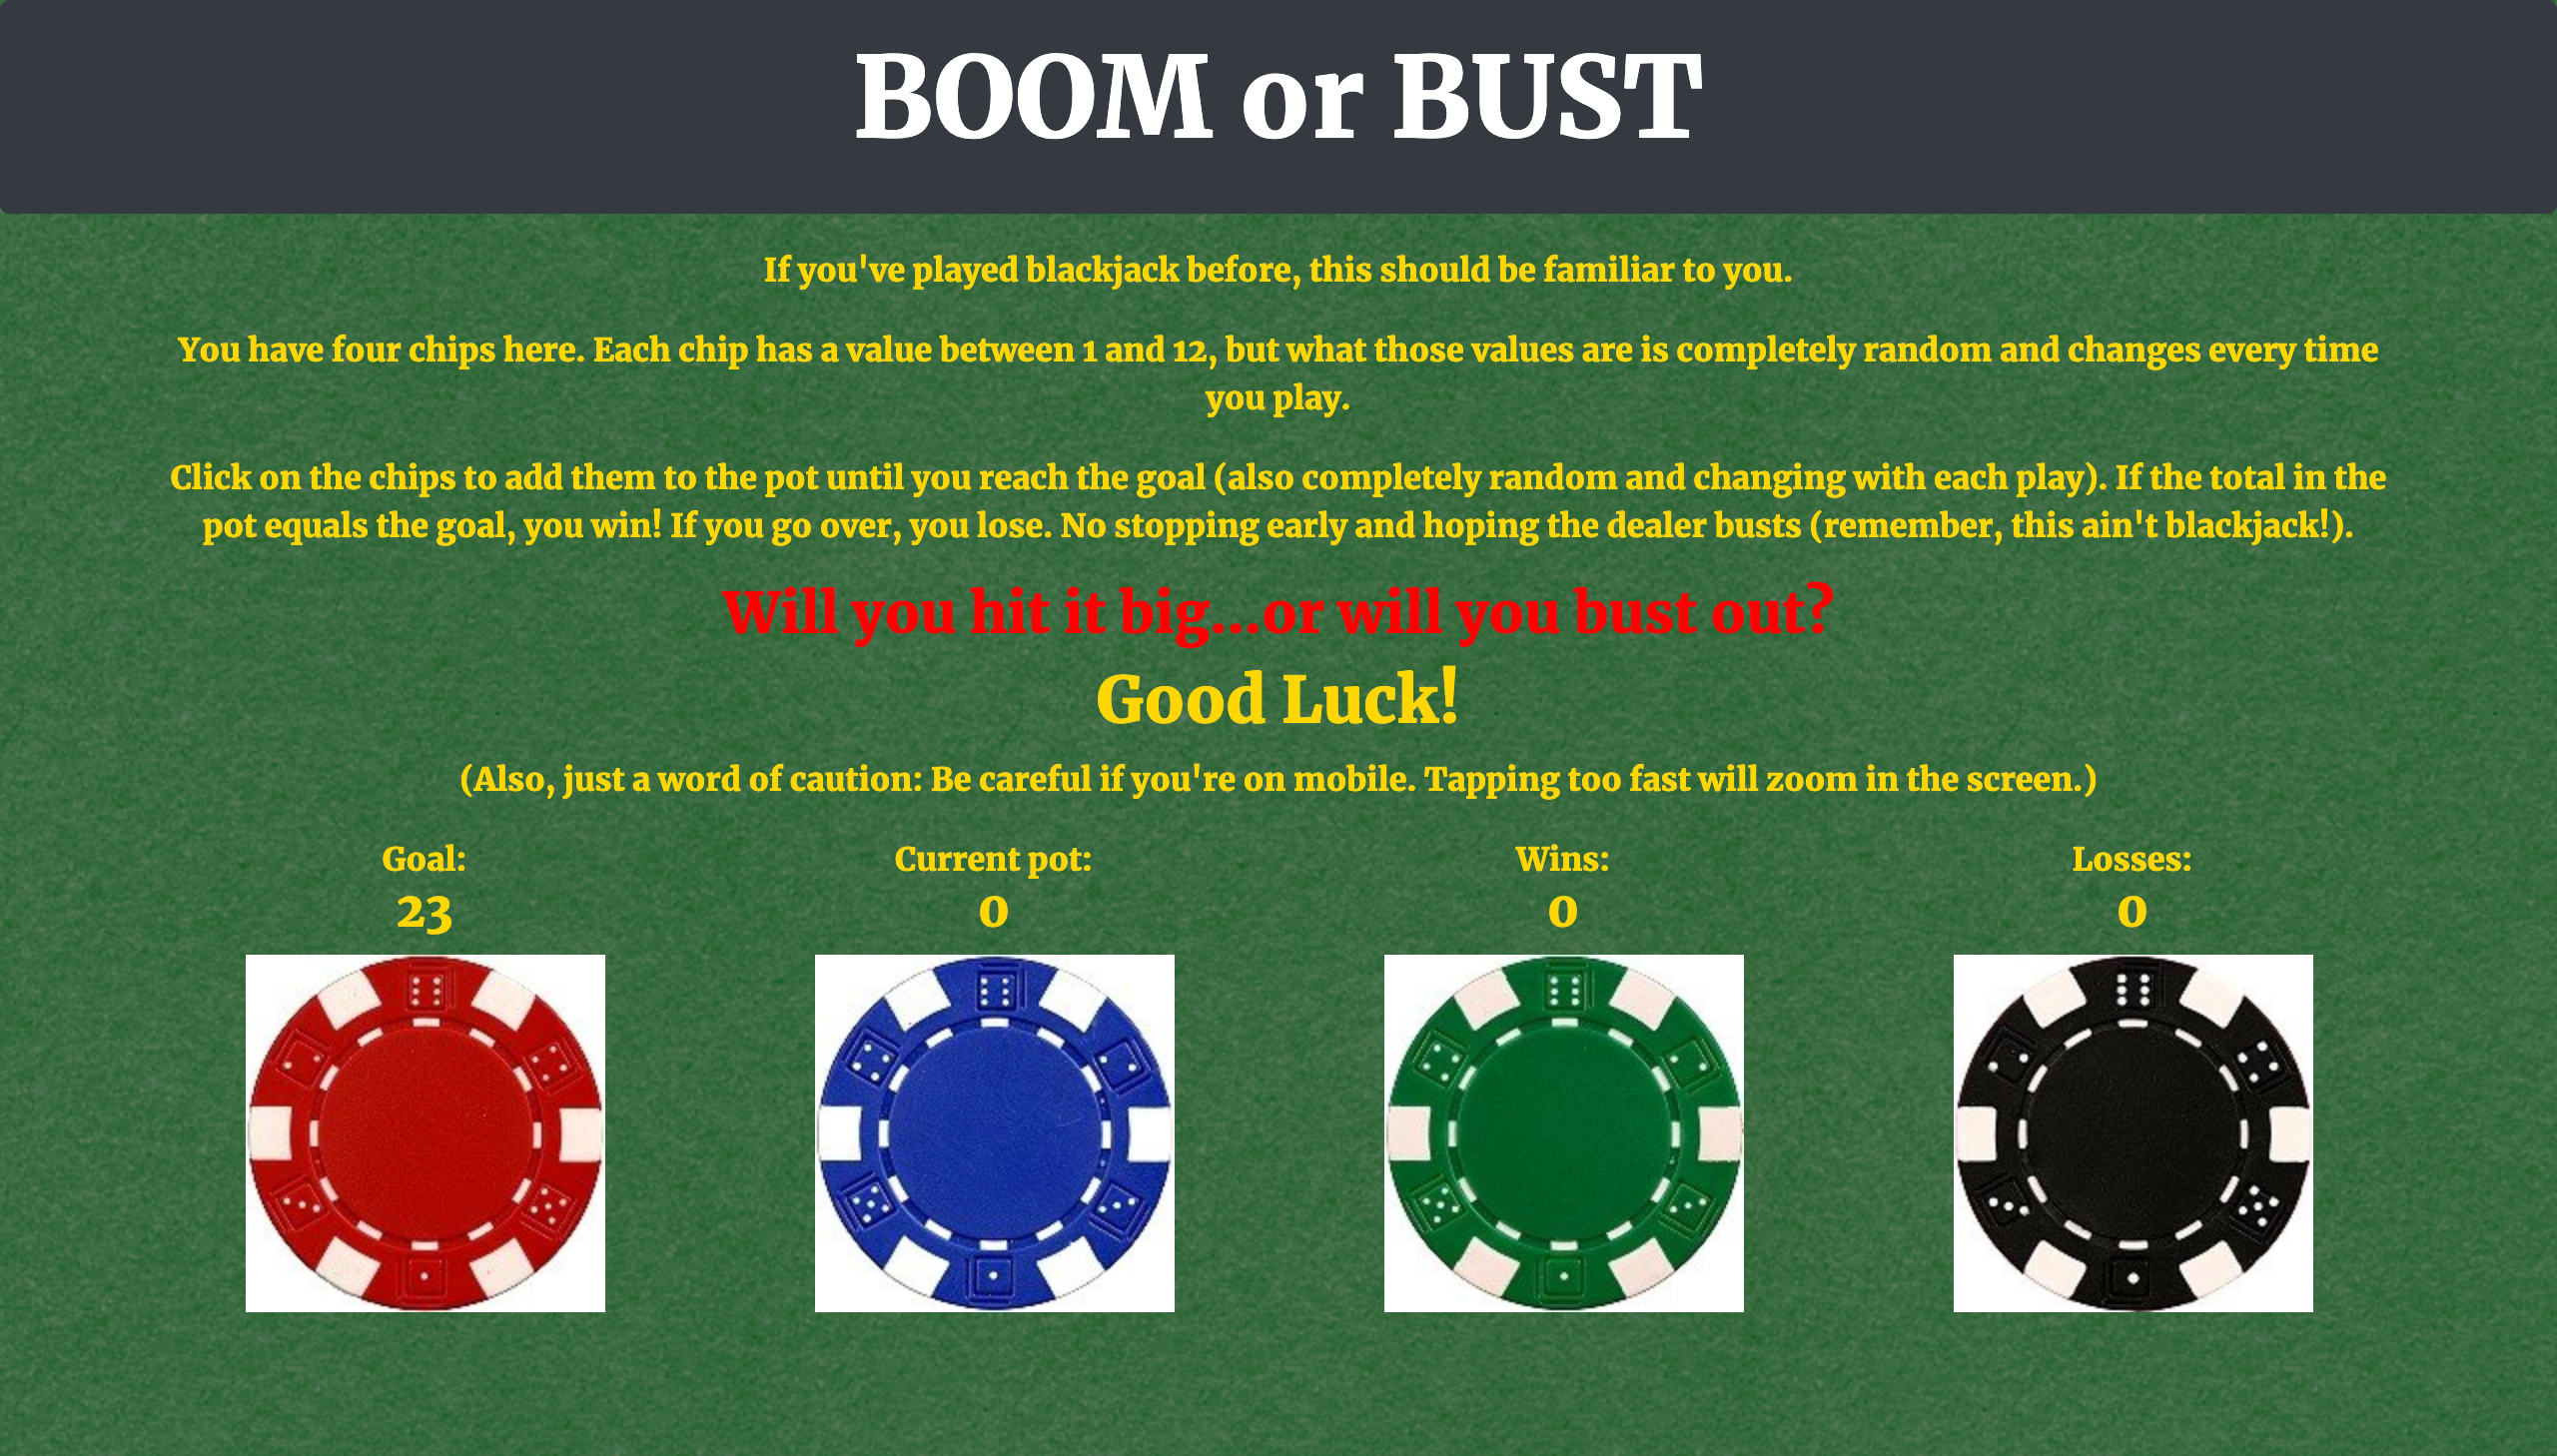 BOOM or BUST
If you've played blackjack before, this should be familiar to you.
You have four chips here. Each chip has a value between 1 and 12, but what those values are is completely random and changes every time
you play.
Click on the chips to add them to the pot until you reach the goal (also completely random and changing with each play). If the total in the
pot equals the goal, you win! If you go over, you lose. No stopping early and hoping the dealer busts (remember, this ain't blackjack!).
Will you hit it big...or will you bust out?
Good Luck!
(Also, just a word of caution: Be careful if you're on mobile. Tapping too fast will zoom in the screen.)
Goal:
23
Current pot:
0
Wins:
0
Losses:
0